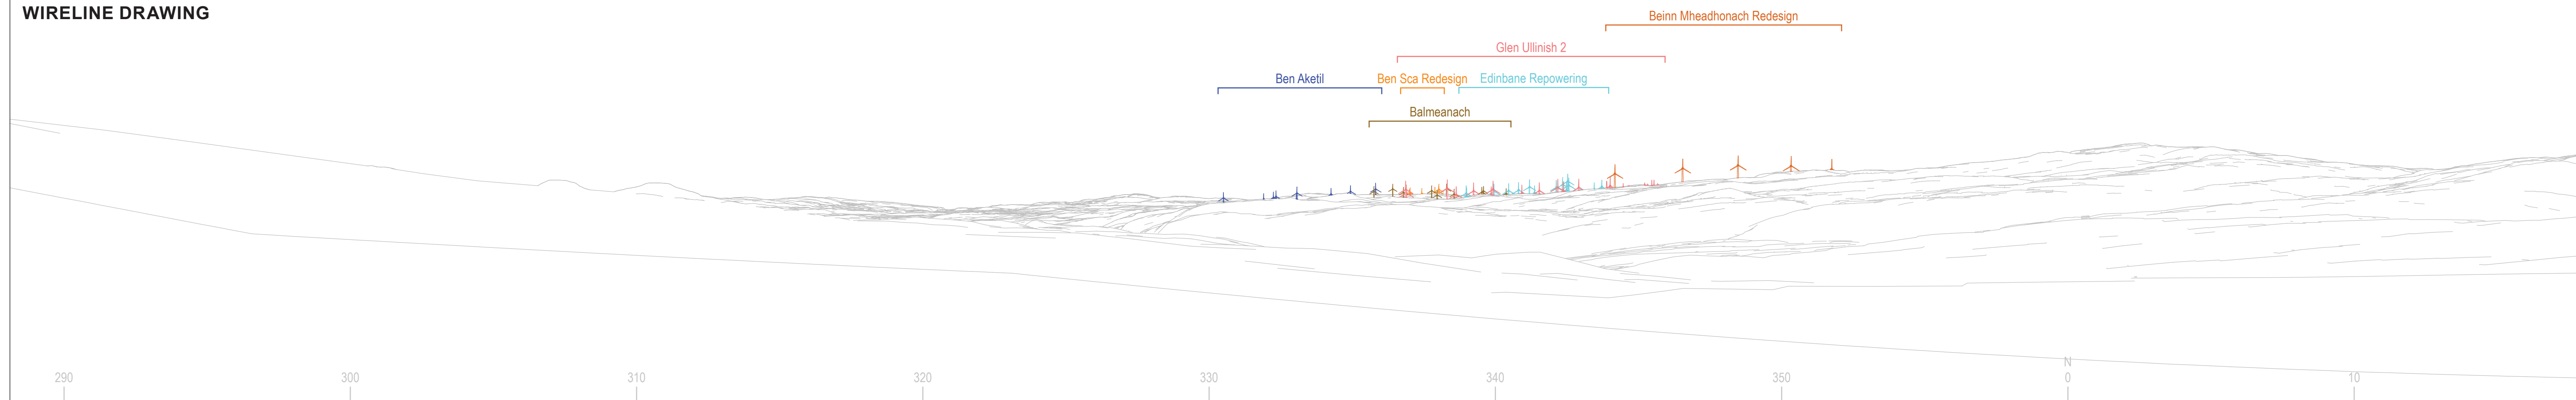 WIRELINE DRAWING
Beinn Mheadhonach Redesign
Glen Ullinish 2
Ben Aketil
Ben Sca Redesign
Edinbane Repowering
Balmeanach
N
290 300 310 320 330 340 350 0 10